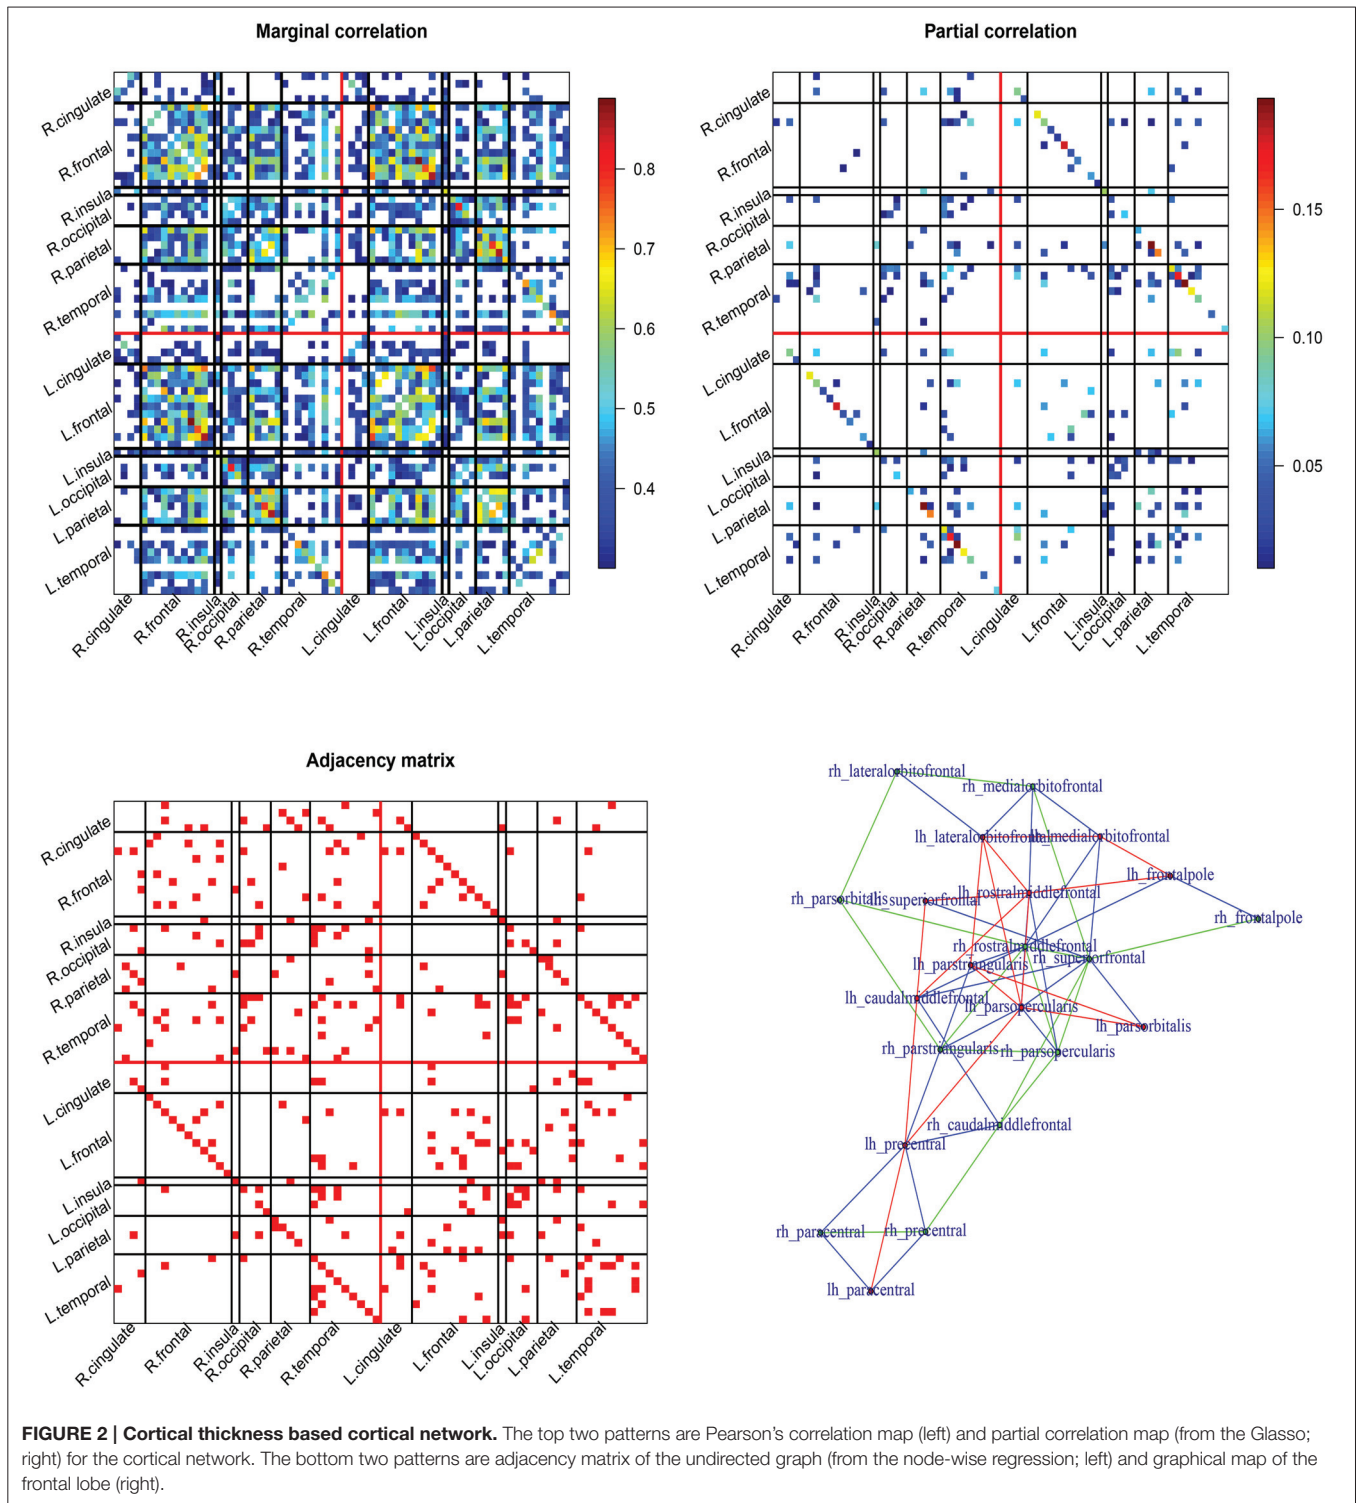 Marginal correlation
R.cingulate
R.frontal
R.insula
R.occipital
R.parietal
R.temporal
L.cingulate
L.frontal
L.insula
L.occipital
L.parietal
L.temporal
R.cingulate
R.frontal
R.insula
R.occipital
R.parietal
R.temporal
L.cingulate
L.frontal
L.insula
L.occipital
L.parietal
L.temporal
0.8
0.7
0.6
0.5
0.4
Partial correlation
R.cingulate
R.frontal
R.insula
R.occipital
R.parietal
R.temporal
L.cingulate
L.frontal
L.insula
L.occipital
L.parietal
L.temporal
R.cingulate
R.frontal
R.insula
R.occipital
R.parietal
R.temporal
L.cingulate
L.frontal
L.insula
L.occipital
L.parietal
L.temporal
0.15
0.10
0.05
Adjacency matrix
R.cingulate
R.frontal
R.insula
R.occipital
R.parietal
R.temporal
L.cingulate
L.frontal
L.insula
L.occipital
L.parietal
L.temporal
R.cingulate
R.frontal
R.insula
R.occipital
R.parietal
R.temporal
L.cingulate
L.frontal
L.insula
L.occipital
L.parietal
L.temporal
rh_lateralorbitofrontal
rh_medialorbitofrontal
lh_lateralorbitofrontal
lh_medialorbitofrontal
lh_frontalpole
rh_parsorbitalis
lh_superiorfrontal
lh_rostralmiddlefrontal
rh_frontalpole
rh_rostralmiddlefrontal
rh_superiorfrontal
lh_parstriangularis
lh_caudalmiddlefrontal
lh_parsopercularis
lh_parsorbitalis
rh_parstriangularis
rh_parsopercularis
rh_caudalmiddlefrontal
lh_precentral
rh_paracentral
rh_precentral
lh_paracentral
FIGURE 2 | Cortical thickness based cortical network. The top two patterns are Pearson's correlation map (left) and partial correlation map (from the Glasso;
right) for the cortical network. The bottom two patterns are adjacency matrix of the undirected graph (from the node-wise regression; left) and graphical map of the
frontal lobe (right).